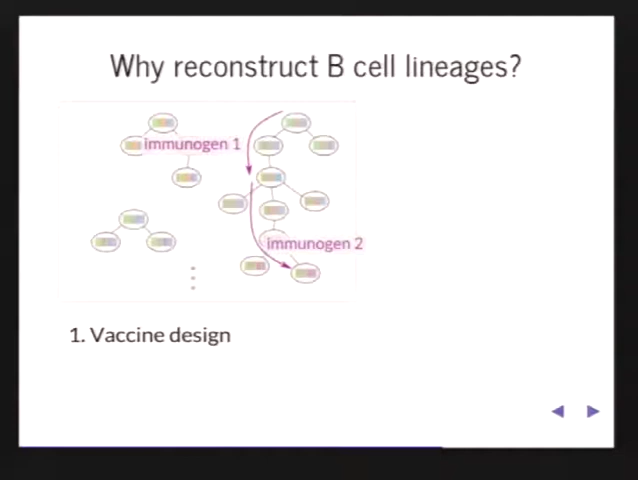 Why reconstruct B cell lineages?
immunogen 1
immunogen 2
1. Vaccine design